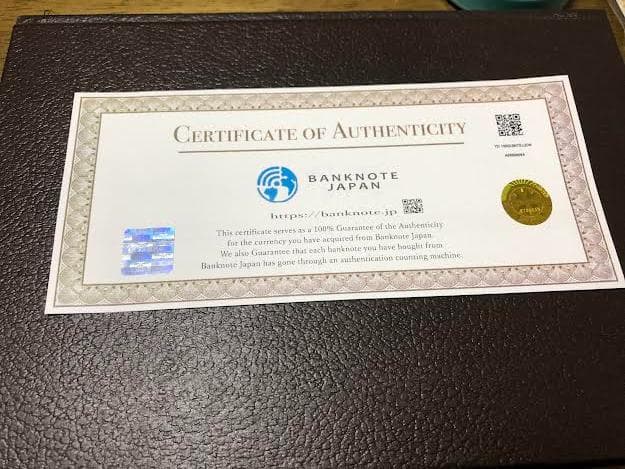 CERTIFICATE OF AUTHENTICITY
BANKNOTE
JAPAN
https://banknote.jp
This certificate serves as a 100% Guarantee of the Authenticity
for the currency you have acquired from Banknote Japan.
We also Guarantee that each banknote you have bought from
Banknote Japan has gone through an authentication counting machine.